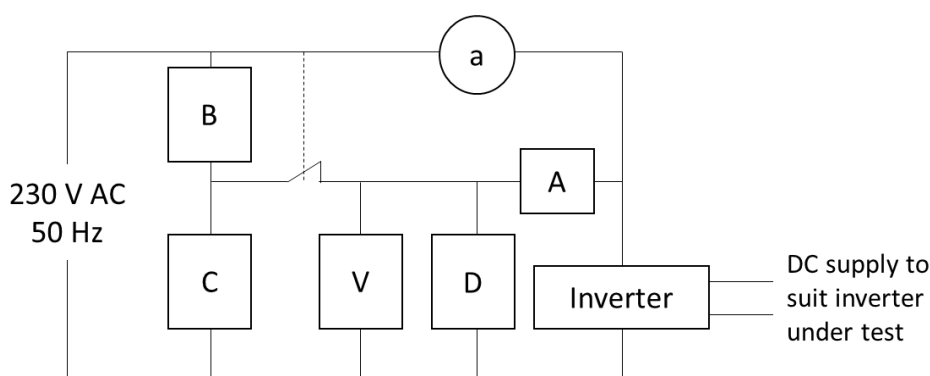 a
B
A
230 V AC
50 Hz
C
V
D
Inverter
DC supply to
suit inverter
under test